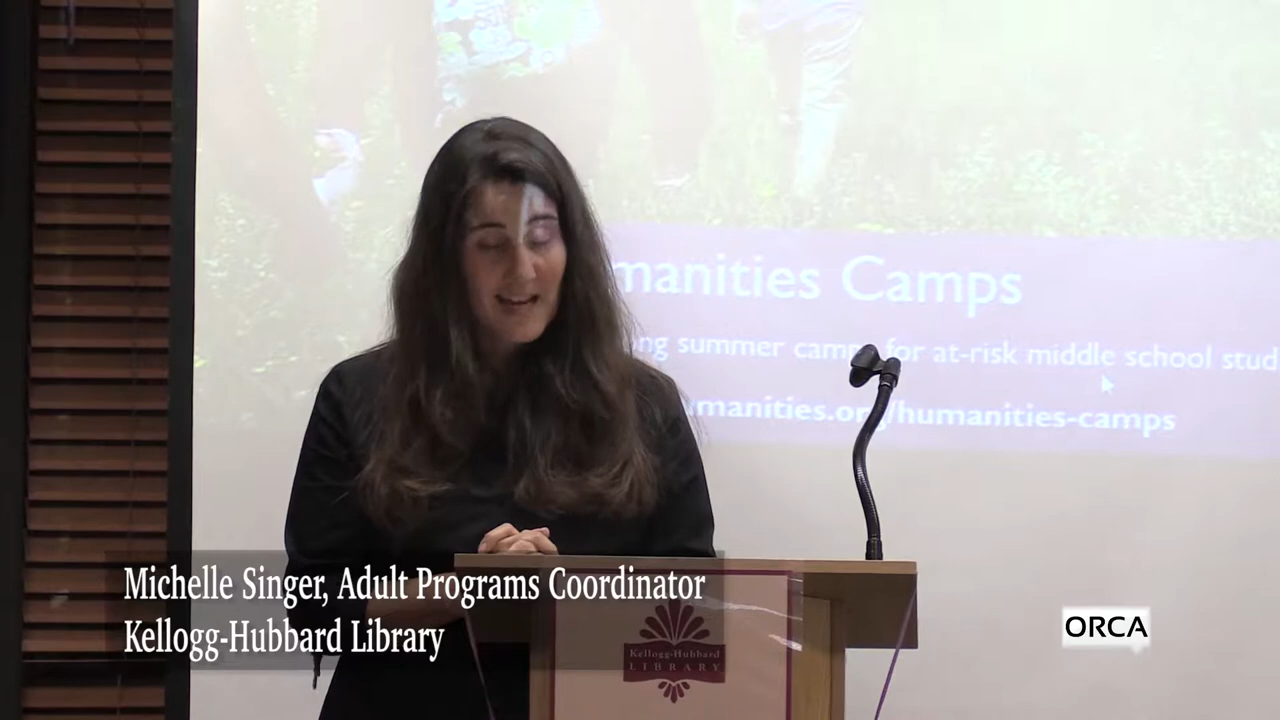 manities Camps
ong summer camp for at-risk middle school stud
manities.org/humanities-camps
Michelle Singer, Adult Programs Coordinator
Kellogg-Hubbard Library
Kellogg-Hubbard
LIBRARY
ORCA